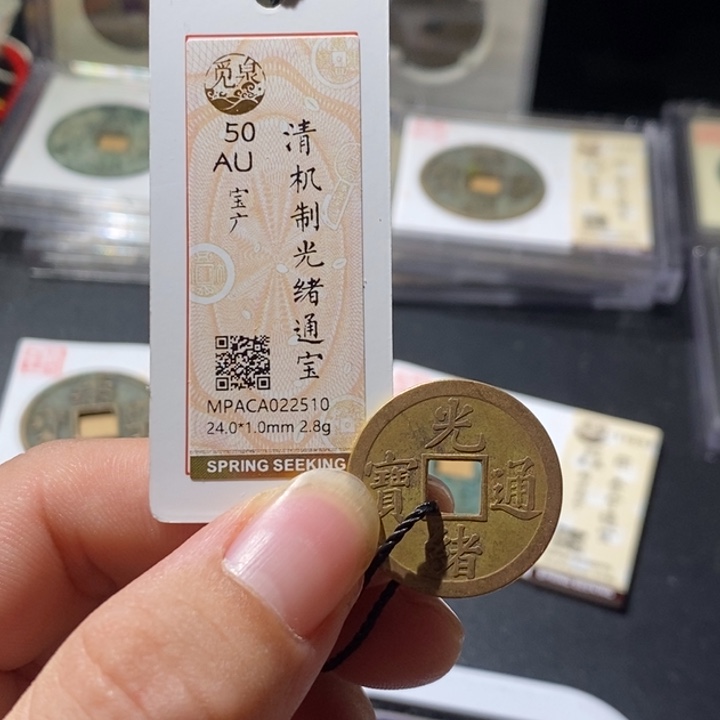 觅泉
50
AU
宝广
清机制光绪通宝
MPACA022510
24.0*1.0mm 2.8g
SPRING SEEKING
光緒通寶